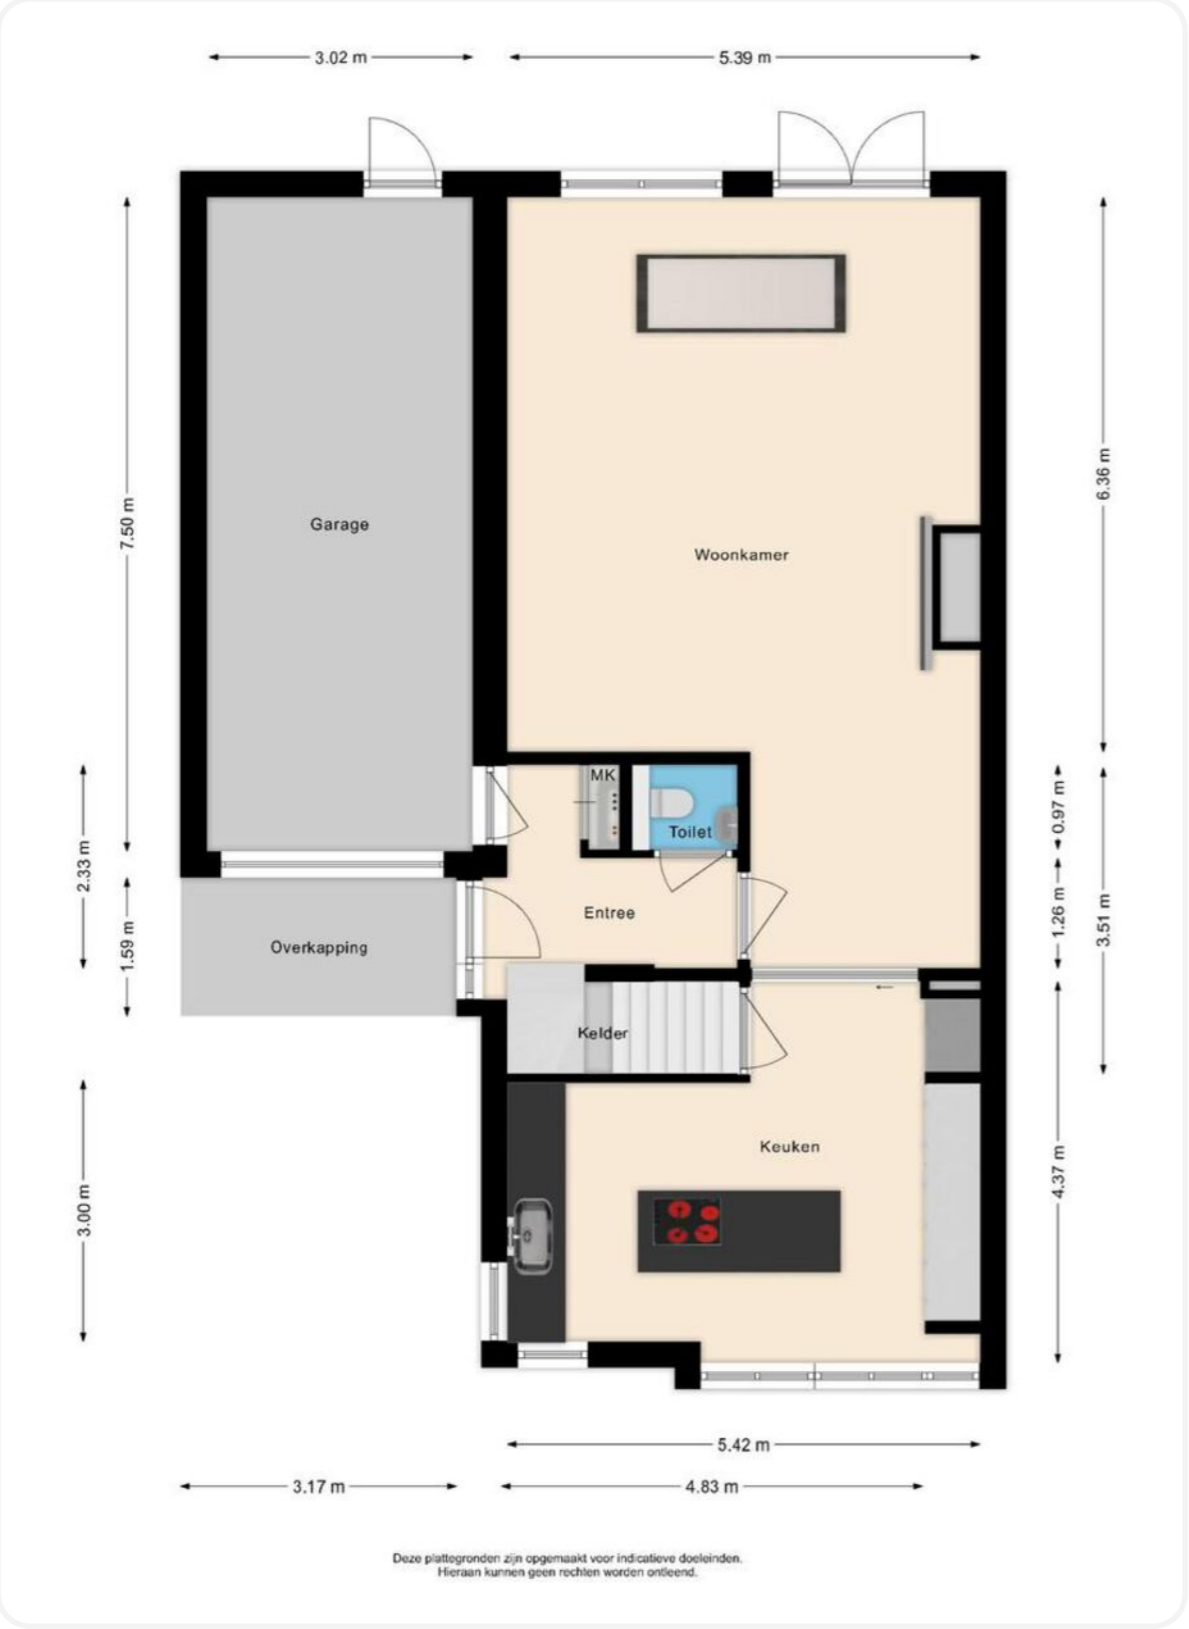 3.02 m
5.39 m
7.50 m
6.36 m
Garage
Woonkamer
MK
Toilet
0.97 m
2.33 m
1.26 m
3.51 m
Entree
1.59 m
Overkapping
Kelder
Keuken
4.37 m
3.00 m
5.42 m
3.17 m
4.83 m
Deze plattegronden zijn opgemaakt voor indicatieve doeleinden.
Hieraan kunnen geen rechten worden ontleend.